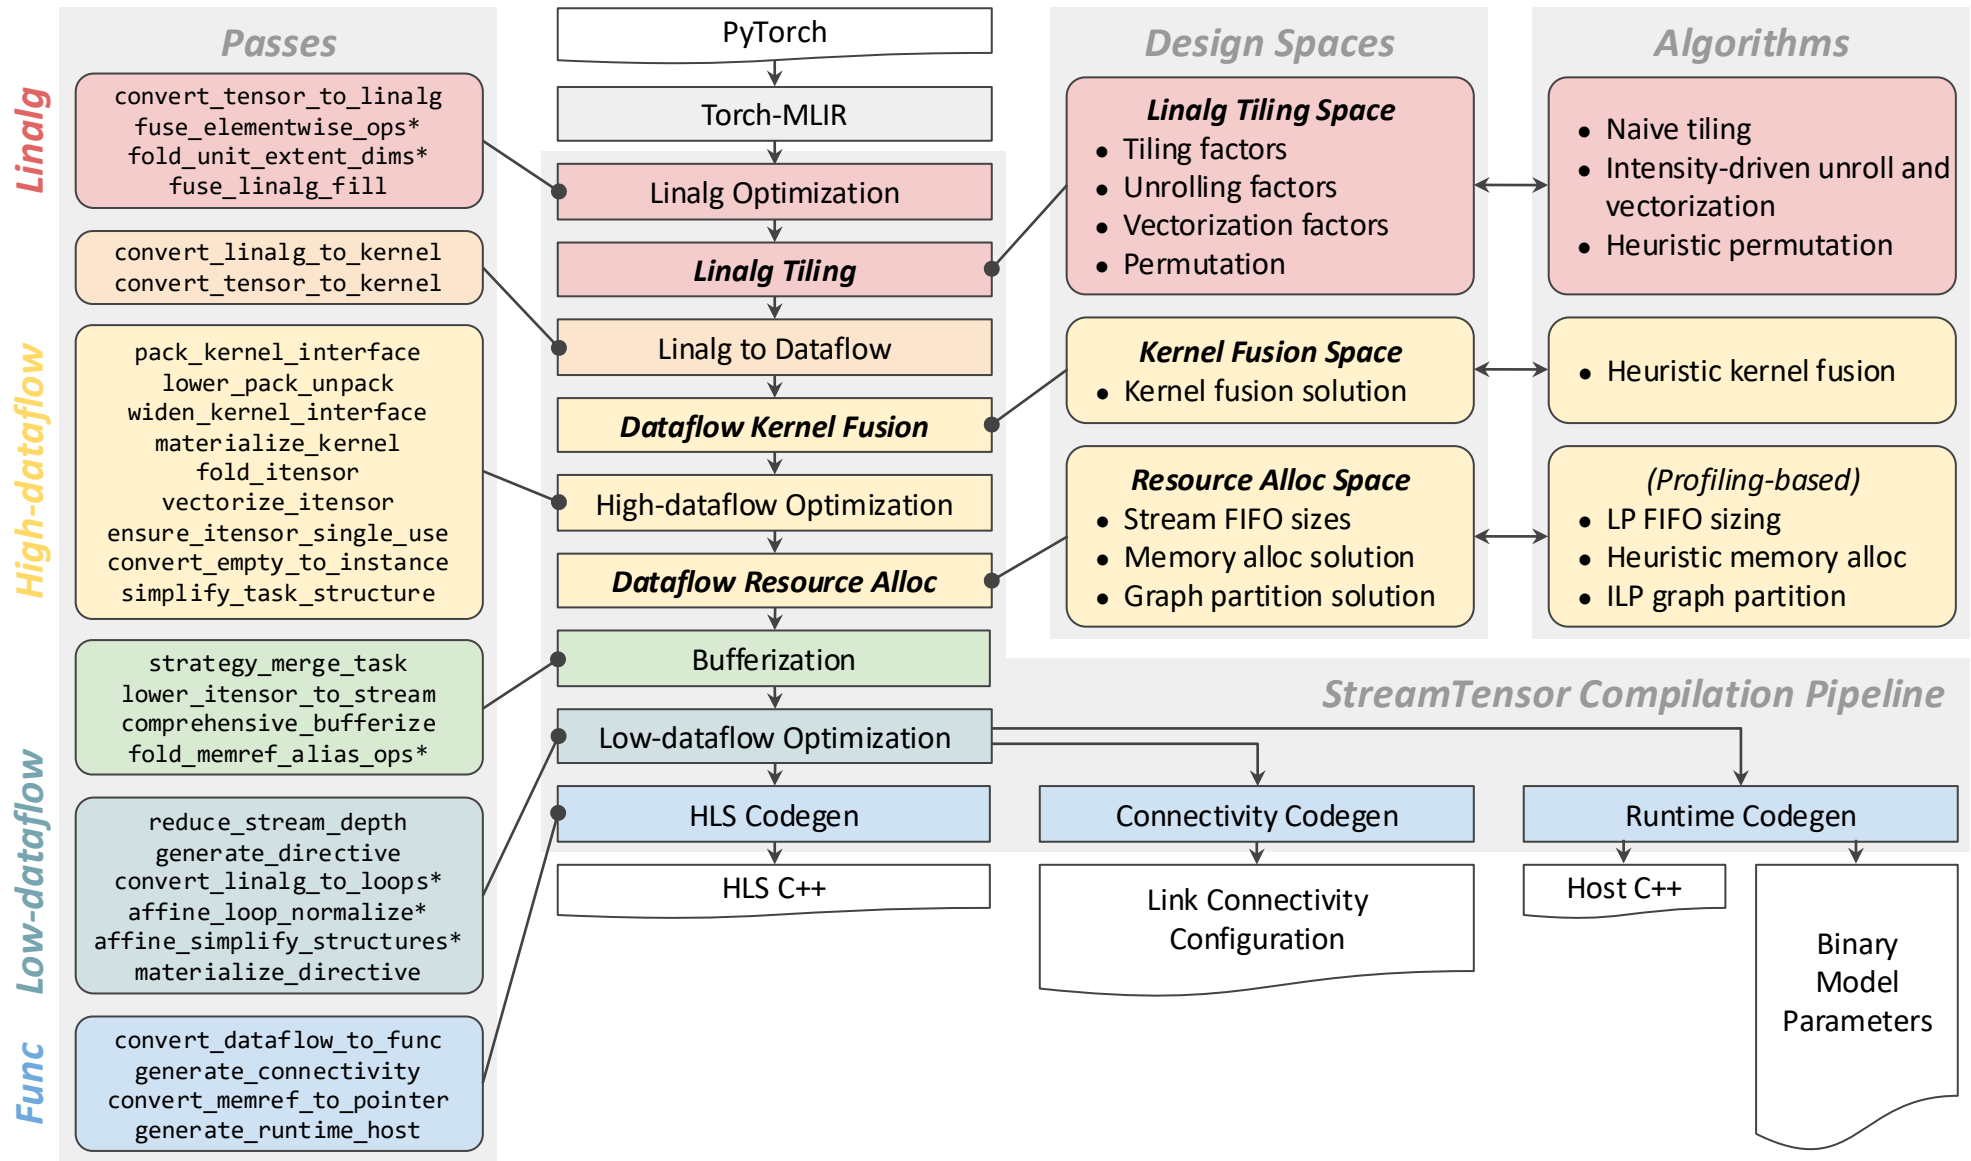 Passes
Linalg
convert_tensor_to_linalg
fuse_elementwise_ops*
fold_unit_extent_dims*
fuse_linalg_fill
convert_linalg_to_kernel
convert_tensor_to_kernel
High-dataflow
pack_kernel_interface
lower_pack_unpack
widen_kernel_interface
materialize_kernel
fold_itensor
vectorize_itensor
ensure_itensor_single_use
convert_empty_to_instance
simplify_task_structure
strategy_merge_task
lower_itensor_to_stream
comprehensive_bufferize
fold_memref_alias_ops*
Low-dataflow
reduce_stream_depth
generate_directive
convert_linalg_to_loops*
affine_loop_normalize*
affine_simplify_structures*
materialize_directive
Func
convert_dataflow_to_func
generate_connectivity
convert_memref_to_pointer
generate_runtime_host
PyTorch
Torch-MLIR
Linalg Optimization
Linalg Tiling
Linalg to Dataflow
Dataflow Kernel Fusion
High-dataflow Optimization
Dataflow Resource Alloc
Bufferization
Low-dataflow Optimization
HLS Codegen
HLS C++
Design Spaces
Linalg Tiling Space
• Tiling factors
• Unrolling factors
• Vectorization factors
• Permutation
Kernel Fusion Space
• Kernel fusion solution
Resource Alloc Space
• Stream FIFO sizes
• Memory alloc solution
• Graph partition solution
Algorithms
• Naive tiling
• Intensity-driven unroll and
vectorization
• Heuristic permutation
• Heuristic kernel fusion
(Profiling-based)
• LP FIFO sizing
• Heuristic memory alloc
• ILP graph partition
StreamTensor Compilation Pipeline
Connectivity Codegen
Link Connectivity
Configuration
Runtime Codegen
Host C++
Binary
Model
Parameters